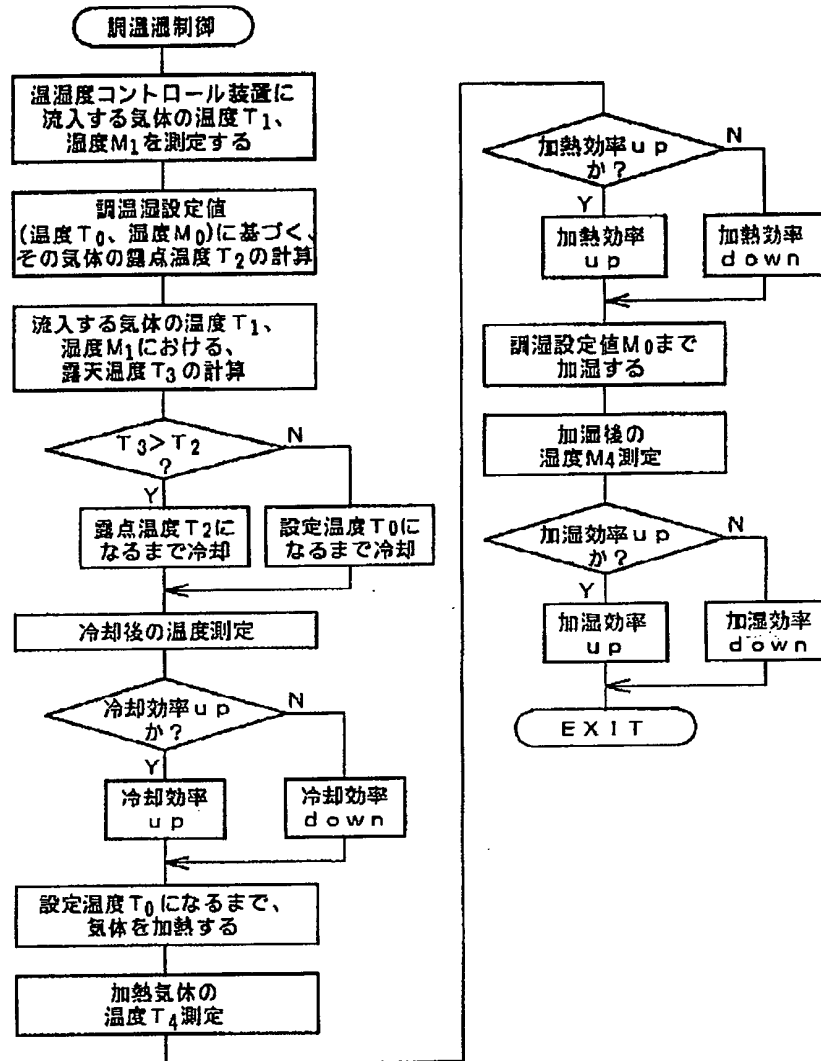 調温湿制御
温湿度コントロール装置に
流入する気体の温度T1、
湿度M1を測定する
調温湿設定値
(温度T0、湿度M0)に基づく、
その気体の露点温度T2の計算
流入する気体の温度T1、
湿度M1における、
露天温度T3の計算
T3>T2
?
N
Y
露点温度T2に
なるまで冷却
設定温度T0に
なるまで冷却
冷却後の温度測定
冷却効率up
か?
N
Y
冷却効率
up
冷却効率
down
設定温度T0になるまで、
気体を加熱する
加熱気体の
温度T4測定
加熱効率up
か?
N
Y
加熱効率
up
加熱効率
down
調湿設定値M0まで
加湿する
加湿後の
湿度M4測定
加湿効率up
か?
N
Y
加湿効率
up
加湿効率
down
EXIT